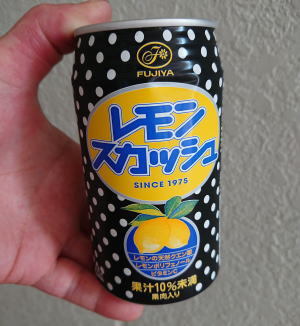 FUJIYA
レモン
スカッシュ
SINCE 1975
レモンの天然クエン酸
レモンポリフェノール
ビタミンC
果汁10%未満
果肉入り